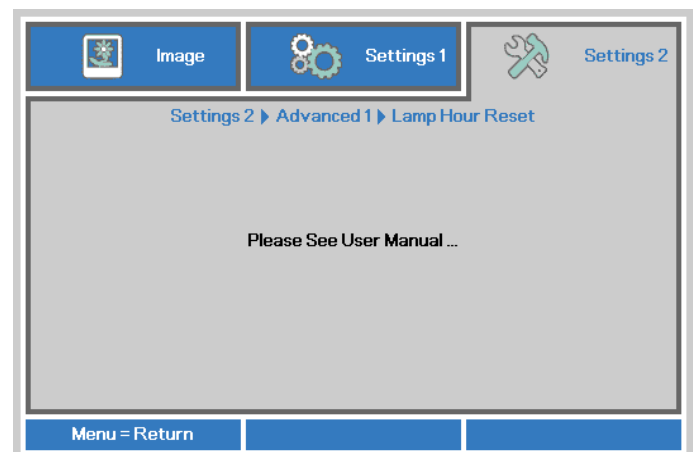 Image
Settings 1
Settings 2
Settings 2 ▶ Advanced 1 ▶ Lamp Hour Reset
Please See User Manual ...
Menu = Return